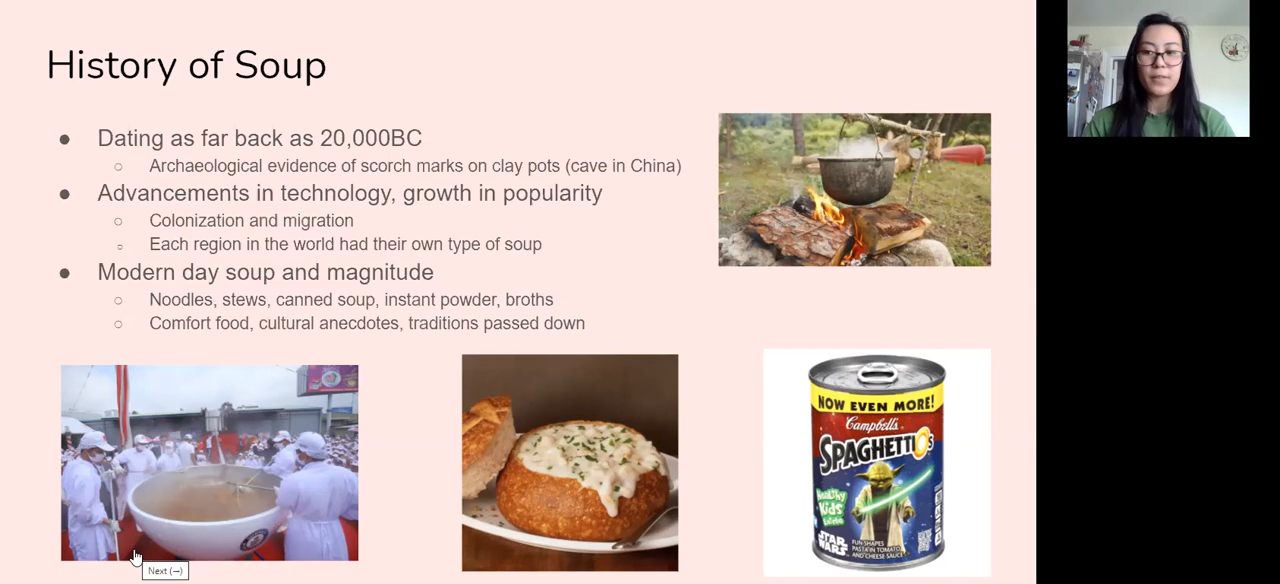 History of Soup
Dating as far back as 20,000BC
Archaeological evidence of scorch marks on clay pots (cave in China)
Advancements in technology, growth in popularity
Colonization and migration
Each region in the world had their own type of soup
Modern day soup and magnitude
Noodles, stews, canned soup, instant powder, broths
Comfort food, cultural anecdotes, traditions passed down
NOW EVEN MORE!
Campbell's
SPAGHETTIOS
Healthy
Kids
STAR
WARS
FUN-SHAPES
PASTA IN TOMATO
AND CHEESE SAUCE
Next (→)